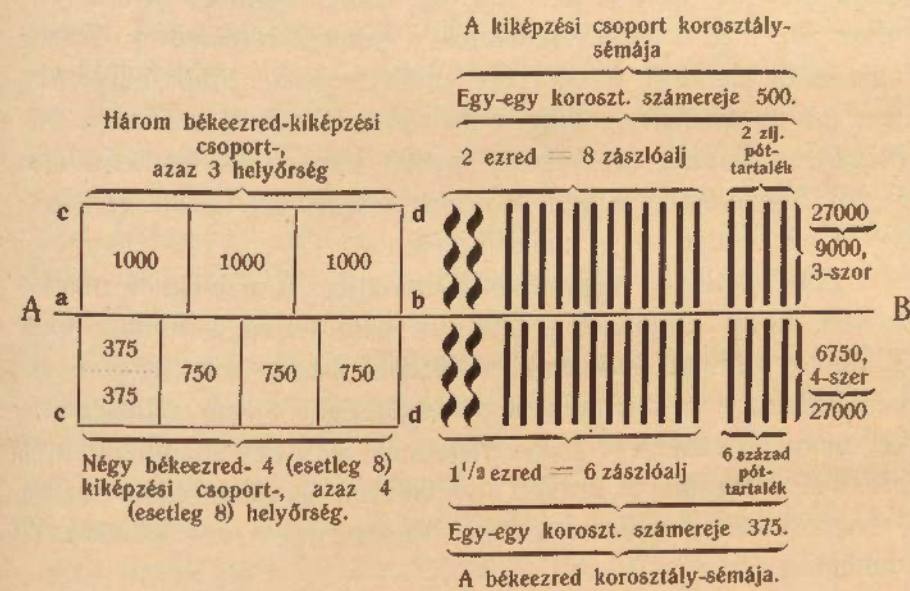 A kiképzési csoport korosztály-
sémája
Egy-egy koroszt. számereje 500.
Három békeezred-kiképzési
csoport-,
azaz 3 helyőrség
2 ezred = 8 zászlóalj
2 zlj.
pót-
tartalék
c
d
1000
1000
1000
27000
9000,
3-szor
A
a
b
B
375
375
750
750
750
6750,
4-szer
27000
c
d
Négy békeezred- 4 (esetleg 8)
kiképzési csoport-, azaz 4
(esetleg 8) helyőrség.
1 1/2 ezred = 6 zászlóalj
6 század
pót-
tartalék
Egy-egy koroszt. számereje 375.
A békeezred korosztály-sémája.